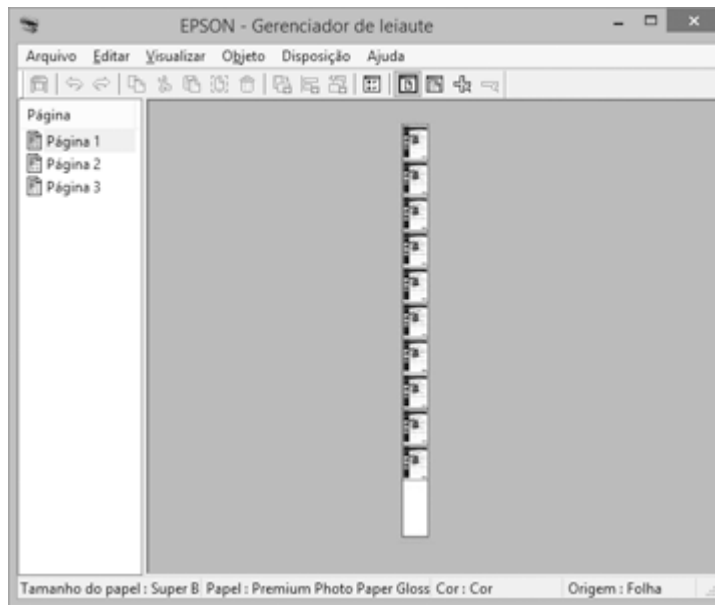 EPSON - Gerenciador de leiaute
Arquivo Editar Visualizar Objeto Disposição Ajuda
Página
Página 1
Página 2
Página 3
Tamanho do papel : Super B Papel : Premium Photo Paper Gloss Cor : Cor Origem : Folha